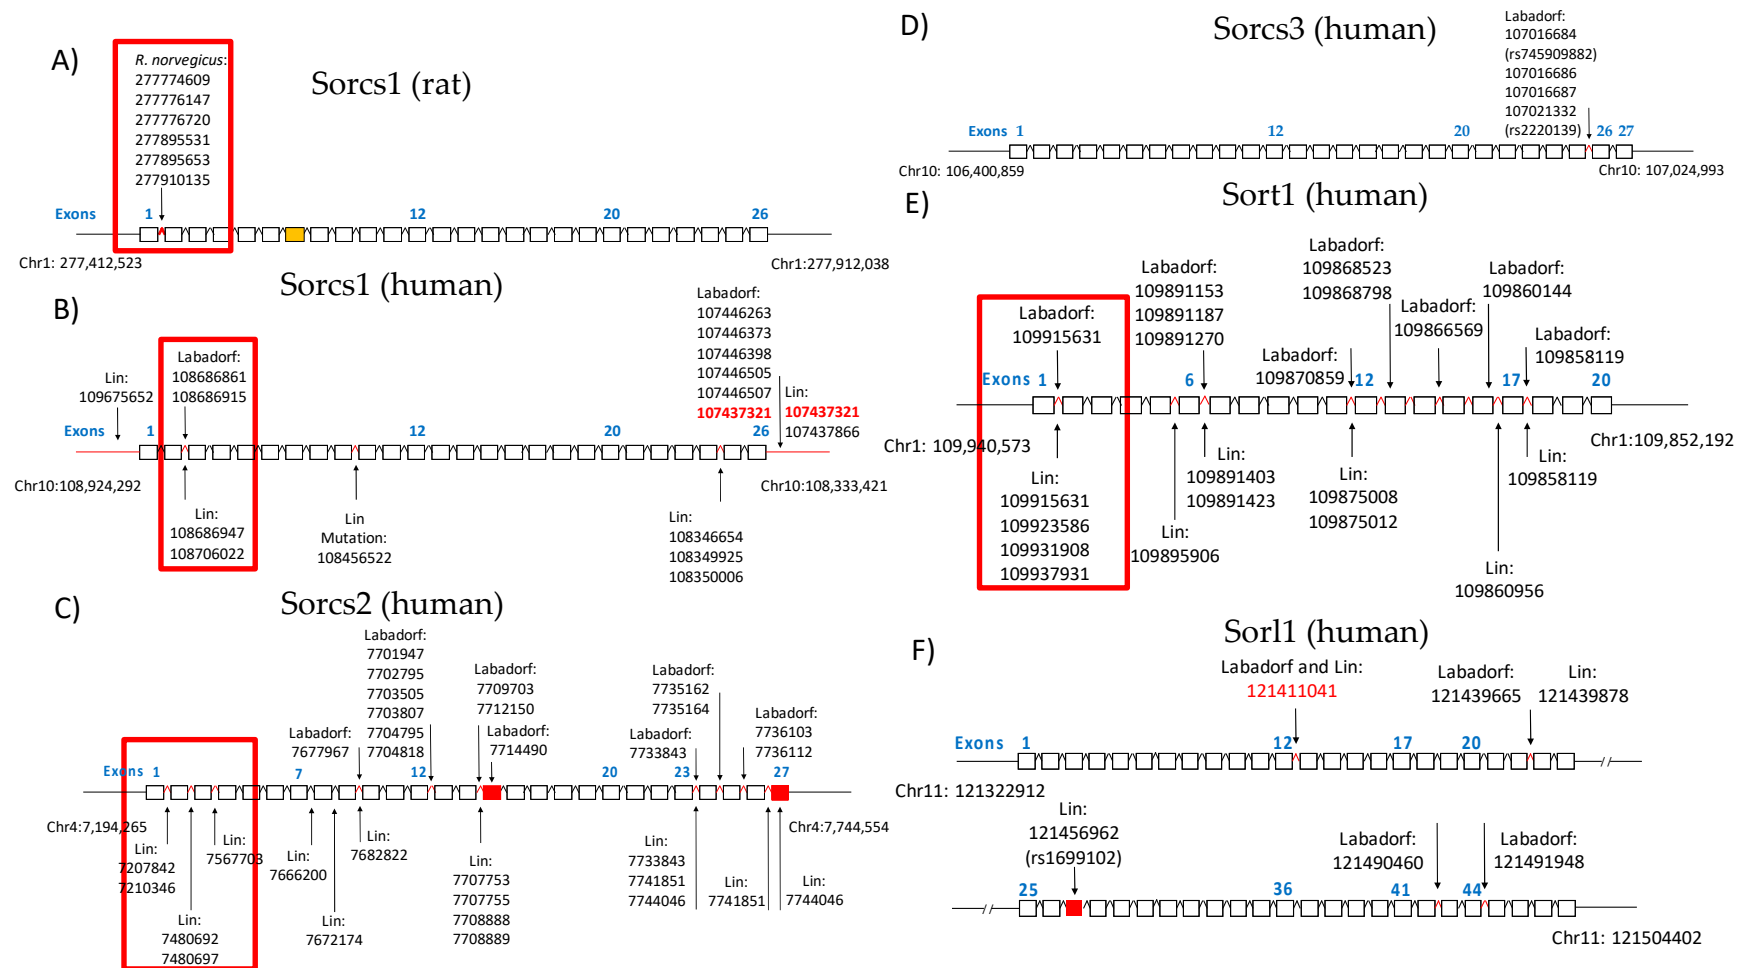 A)
Sorcs1 (rat)
R. norvegicus:
277774609
277776147
277776720
277895531
277895653
277910135
Exons
1
12
20
26
Chr1: 277,412,523
Chr1:277,912,038
B)
Sorcs1 (human)
Lin:
109675652
Labadorf:
108686861
108686915
Labadorf:
107446263
107446373
107446398
107446505
107446507
107437321
Lin:
107437321
107437866
Exons
1
12
20
26
Chr10:108,924,292
Chr10:108,333,421
Lin:
108686947
108706022
Lin
Mutation:
108456522
Lin:
108346654
108349925
108350006
C)
Sorcs2 (human)
Labadorf:
7677967
Labadorf:
7701947
7702795
7703505
7703807
7704795
7704818
Labadorf:
7709703
7712150
Labadorf:
7714490
Labadorf:
7733843
Labadorf:
7735162
7735164
Labadorf:
7736103
7736112
Exons
1
7
12
20
23
27
Chr4:7,194,265
Chr4:7,744,554
Lin:
7207842
7210346
Lin:
7480692
7480697
Lin:
7567703
Lin:
7666200
Lin:
7672174
Lin:
7682822
Lin:
7707753
7707755
7708888
7708889
Lin:
7733843
7741851
7744046
Lin:
7741851
Lin:
7744046
D)
Sorcs3 (human)
Labadorf:
107016684
(rs745909882)
107016686
107016687
107021332
(rs2220139)
Exons
1
12
20
26
27
Chr10: 106,400,859
Chr10: 107,024,993
E)
Sort1 (human)
Labadorf:
109915631
Labadorf:
109891153
109891187
109891270
Labadorf:
109870859
Labadorf:
109868523
109868798
Labadorf:
109866569
Labadorf:
109860144
Labadorf:
109858119
Exons
1
6
12
17
20
Chr1: 109,940,573
Chr1:109,852,192
Lin:
109915631
109923586
109931908
109937931
Lin:
109895906
Lin:
109891403
109891423
Lin:
109875008
109875012
Lin:
109860956
Lin:
109858119
F)
Sorl1 (human)
Labadorf and Lin:
121411041
Labadorf:
121439665
Lin:
121439878
Exons
1
12
17
20
Chr11: 121322912
Lin:
121456962
(rs1699102)
Labadorf:
121490460
Labadorf:
121491948
25
36
41
44
Chr11: 121504402